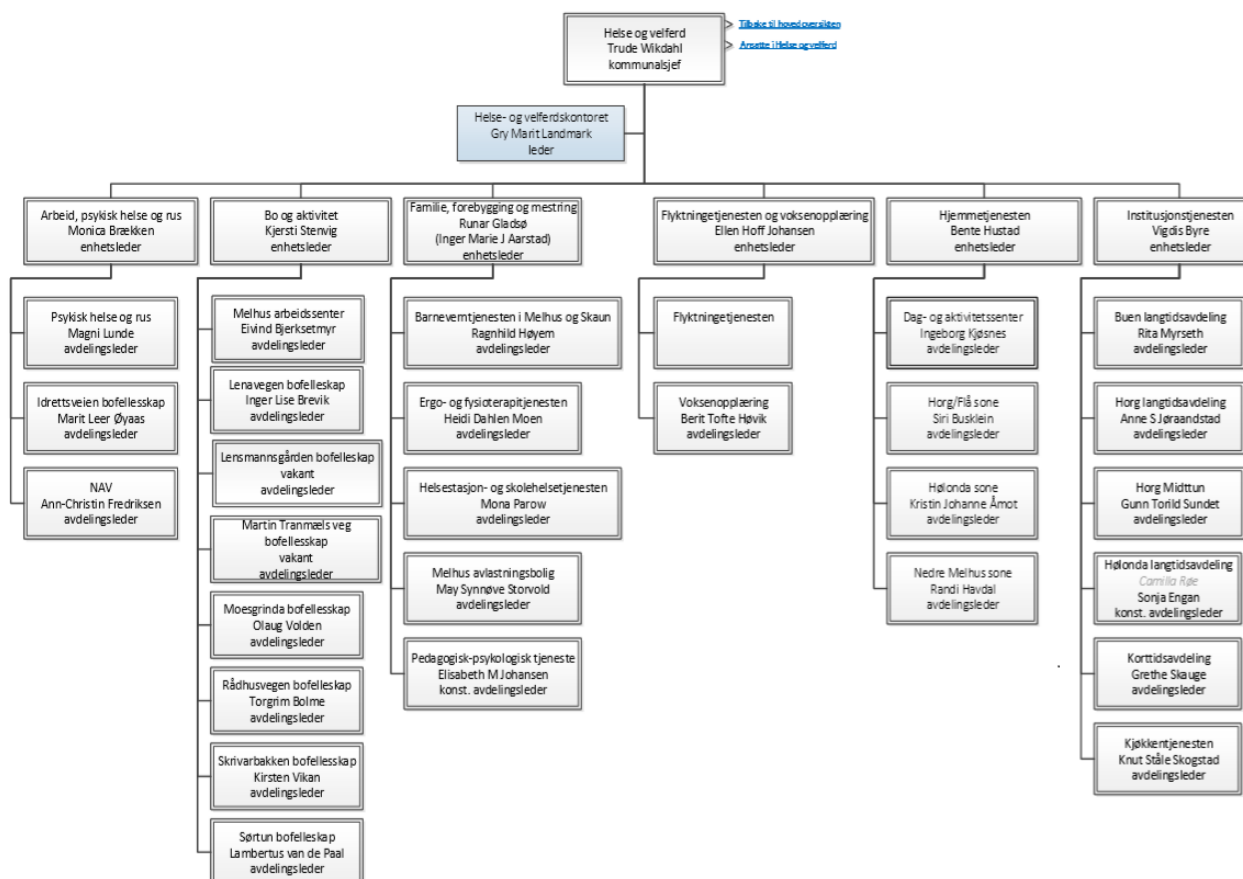 Helse og velferd
Trude Wikdahl
kommunalsjef
Tilbake til hovedoversikten
Ansatte i Helse og velferd
Helse- og velferdskontoret
Gry Marit Landmark
leder
Arbeid, psykisk helse og rus
Monica Brækken
enhetsleder
Psykisk helse og rus
Magni Lunde
avdelingsleder
Idrettsveien bofellesskap
Marit Leer Øyaas
avdelingsleder
NAV
Ann-Christin Fredriksen
avdelingsleder
Bo og aktivitet
Kjersti Stenvig
enhetsleder
Melhus arbeidssenter
Eivind Bjerksetmyr
avdelingsleder
Lenavegen bofelleskap
Inger Lise Brevik
avdelingsleder
Lensmannsgården bofelleskap
vakant
avdelingsleder
Martin Tranmæls veg
bofellesskap
vakant
avdelingsleder
Moesgrinda bofellesskap
Olaug Volden
avdelingsleder
Rådhusvegen bofelleskap
Torgrim Bolme
avdelingsleder
Skrivarbakken bofellesskap
Kirsten Vikan
avdelingsleder
Sørtun bofelleskap
Lambertus van de Paal
avdelingsleder
Familie, forebygging og mestring
Runar Gladsø
(Inger Marie J Aarstad)
enhetsleder
Barneverntjenesten i Melhus og Skaun
Ragnhild Høyem
avdelingsleder
Ergo- og fysioterapitjenesten
Heidi Dahlen Moen
avdelingsleder
Helsestasjon- og skolehelsetjenesten
Mona Parow
avdelingsleder
Melhus avlastningsbolig
May Synnøve Storvold
avdelingsleder
Pedagogisk-psykologisk tjeneste
Elisabeth M Johansen
konst. avdelingsleder
Flyktningetjenesten og voksenopplæring
Ellen Hoff Johansen
enhetsleder
Flyktningetjenesten
Voksenopplæring
Berit Tofte Høvik
avdelingsleder
Hjemmetjenesten
Bente Hustad
enhetsleder
Dag- og aktivitetssenter
Ingeborg Kjøsnes
avdelingsleder
Horg/Flå sone
Siri Busklein
avdelingsleder
Hølonda sone
Kristin Johanne Åmot
avdelingsleder
Nedre Melhus sone
Randi Havdal
avdelingsleder
Institusjonstjenesten
Vigdis Byre
enhetsleder
Buen langtidsavdeling
Rita Myrseth
avdelingsleder
Horg langtidsavdeling
Anne S Jøraandstad
avdelingsleder
Horg Midttun
Gunn Torild Sundet
avdelingsleder
Hølonda langtidsavdeling
Camilla Røe
Sonja Engan
konst. avdelingsleder
Korttidsavdeling
Grethe Skauge
avdelingsleder
Kjøkkentjenesten
Knut Ståle Skogstad
avdelingsleder